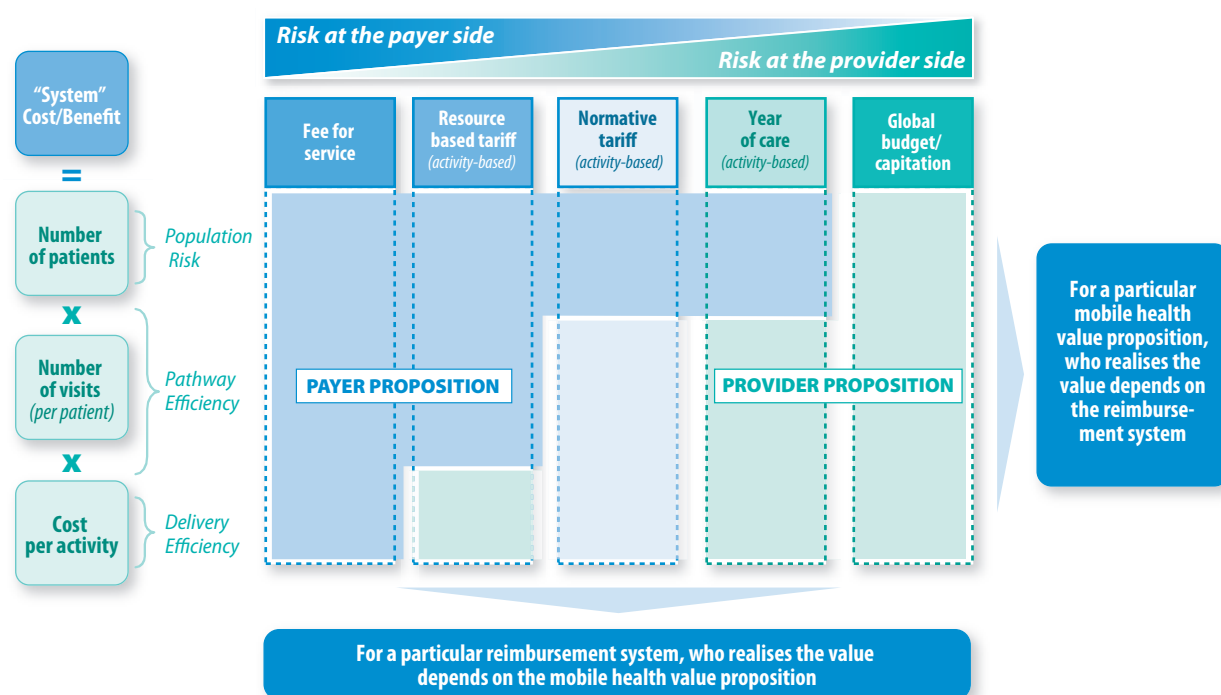 Risk at the payer side
Risk at the provider side
“System”
Cost/Benefit
=
Number
of patients
x
Number
of visits
(per patient)
x
Cost
per activity
Population
Risk
Pathway
Efficiency
Delivery
Efficiency
Fee for
service
Resource
based tariff
(activity-based)
Normative
tariff
(activity-based)
Year
of care
(activity-based)
Global
budget/
capitation
PAYER PROPOSITION
PROVIDER PROPOSITION
For a particular
mobile health
value proposition,
who realises the
value depends on
the reimburse-
ment system
For a particular reimbursement system, who realises the value
depends on the mobile health value proposition